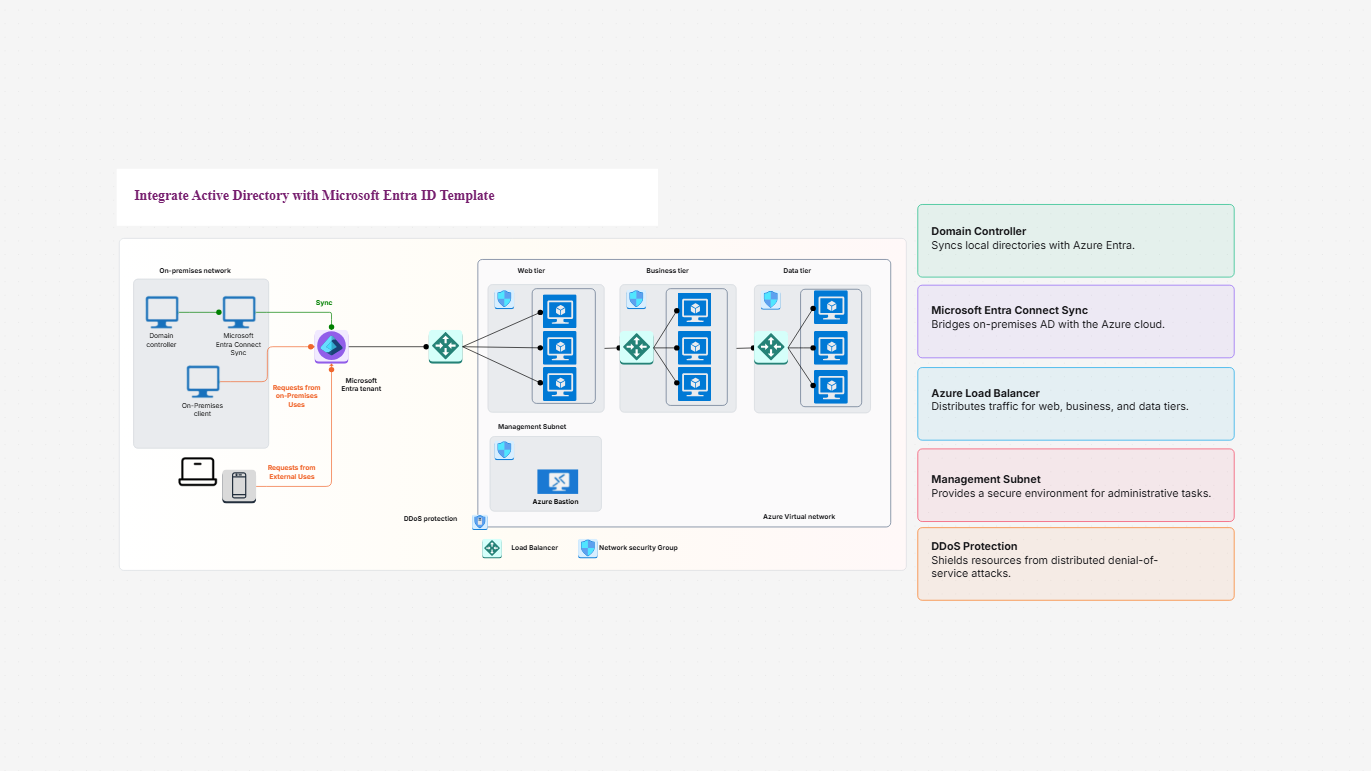 Integrate Active Directory with Microsoft Entra ID Template
On-premises network
Domain
controller
Microsoft
Entra Connect
Sync
On-Premises
client
Sync
Requests from
on-Premises
Uses
Microsoft
Entra tenant
Requests from
External Uses
Web tier
Business tier
Data tier
Management Subnet
Azure Bastion
DDoS protection
Azure Virtual network
Load Balancer
Network security Group
Domain Controller
Syncs local directories with Azure Entra.
Microsoft Entra Connect Sync
Bridges on-premises AD with the Azure cloud.
Azure Load Balancer
Distributes traffic for web, business, and data tiers.
Management Subnet
Provides a secure environment for administrative tasks.
DDoS Protection
Shields resources from distributed denial-of-
service attacks.